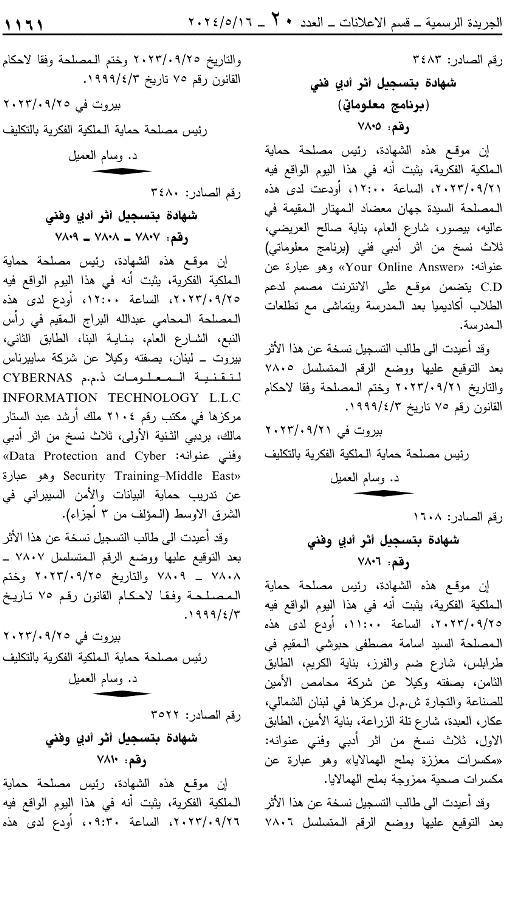 الجريدة الرسمية ــ قسم الاعلانات ــ العدد ٢٠ ــ ٢٠٢٤/٥/١٦
١١٦١
رقم الصادر: ٣٤٨٣
شهادة بتسجيل أثر أدبي فني
(برنامج معلوماتي)
رقم: ٧٨٠٥
إن موقع هذه الشهادة، رئيس مصلحة حماية
الملكية الفكرية، يثبت أنه في هذا اليوم الواقع فيه
٢٠٢٣/٠٩/٢١، الساعة ١٢:٠٠، أودعت لدى هذه
المصلحة السيدة جهان معضاد المهتار المقيمة في
عاليه، بيصور، شارع العام، بناية صالح العريضي،
ثلاث نسخ من اثر أدبي فني (برنامج معلوماتي)
عنوانه: «Your Online Answer» وهو عبارة عن
C.D يتضمن موقع على الانترنت مصمم لدعم
الطلاب أكاديميا بعد المدرسة ويتماشى مع تطلعات
المدرسة.
وقد أعيدت الى طالب التسجيل نسخة عن هذا الأثر
بعد التوقيع عليها ووضع الرقم المتسلسل ٧٨٠٥
والتاريخ ٢٠٢٣/٠٩/٢١ وختم المصلحة وفقا لاحكام
القانون رقم ٧٥ تاريخ ١٩٩٩/٤/٣.
بيروت في ٢٠٢٣/٠٩/٢١
رئيس مصلحة حماية الملكية الفكرية بالتكليف
د. وسام العميل
رقم الصادر: ١٦٠٨
شهادة بتسجيل أثر أدبي وفني
رقم: ٧٨٠٦
إن موقع هذه الشهادة، رئيس مصلحة حماية
الملكية الفكرية، يثبت أنه في هذا اليوم الواقع فيه
٢٠٢٣/٠٩/٢٥، الساعة ١١:٠٠، أودع لدى هذه
المصلحة السيد اسامة مصطفى حبوشي المقيم في
طرابلس، شارع ضم والفرز، بناية الكريم، الطابق
الثامن، بصفته وكيلا عن شركة محامص الأمين
للصناعة والتجارة ش.م.ل مركزها في لبنان الشمالي،
عكار، العبدة، شارع تلة الزراعة، بناية الأمين، الطابق
الاول، ثلاث نسخ من اثر أدبي وفني عنوانه:
«مكسرات معززة بملح الهمالايا» وهو عبارة عن
مكسرات صحية ممزوجة بملح الهمالايا.
وقد أعيدت الى طالب التسجيل نسخة عن هذا الأثر
بعد التوقيع عليها ووضع الرقم المتسلسل ٧٨٠٦
والتاريخ ٢٠٢٣/٠٩/٢٥ وختم المصلحة وفقا لاحكام
القانون رقم ٧٥ تاريخ ١٩٩٩/٤/٣.
بيروت في ٢٠٢٣/٠٩/٢٥
رئيس مصلحة حماية الملكية الفكرية بالتكليف
د. وسام العميل
رقم الصادر: ٣٤٨٠
شهادة بتسجيل أثر أدبي وفني
رقم: ٧٨٠٧ ــ ٧٨٠٨ ــ ٧٨٠٩
إن موقع هذه الشهادة، رئيس مصلحة حماية
الملكية الفكرية، يثبت أنه في هذا اليوم الواقع فيه
٢٠٢٣/٠٩/٢٥، الساعة ١٢:٠٠، أودع لدى هذه
المصلحة المحامي عبدالله البراج المقيم في رأس
النبع، الشارع العام، بناية البنا، الطابق الثاني،
بيروت ــ لبنان، بصفته وكيلا عن شركة سايبرناس
لتقنية المعلومات ذ.م.م CYBERNAS
INFORMATION TECHNOLOGY L.L.C
مركزها في مكتب رقم ٢١٠٤ ملك أرشد عبد الستار
مالك، بردبي الثنية الأولى، ثلاث نسخ من اثر أدبي
وفني عنوانه: «Data Protection and Cyber
Security Training–Middle East» وهو عبارة
عن تدريب حماية البيانات والأمن السيبراني في
الشرق الاوسط (المؤلف من ٣ أجزاء).
وقد أعيدت الى طالب التسجيل نسخة عن هذا الأثر
بعد التوقيع عليها ووضع الرقم المتسلسل ٧٨٠٧ ــ
٧٨٠٨ ــ ٧٨٠٩ والتاريخ ٢٠٢٣/٠٩/٢٥ وختم
المصلحة وفقا لاحكام القانون رقم ٧٥ تاريخ
١٩٩٩/٤/٣.
بيروت في ٢٠٢٣/٠٩/٢٥
رئيس مصلحة حماية الملكية الفكرية بالتكليف
د. وسام العميل
رقم الصادر: ٣٥٢٢
شهادة بتسجيل أثر أدبي وفني
رقم: ٧٨١٠
إن موقع هذه الشهادة، رئيس مصلحة حماية
الملكية الفكرية، يثبت أنه في هذا اليوم الواقع فيه
٢٠٢٣/٠٩/٢٦، الساعة ٠٩:٣٠، أودع لدى هذه